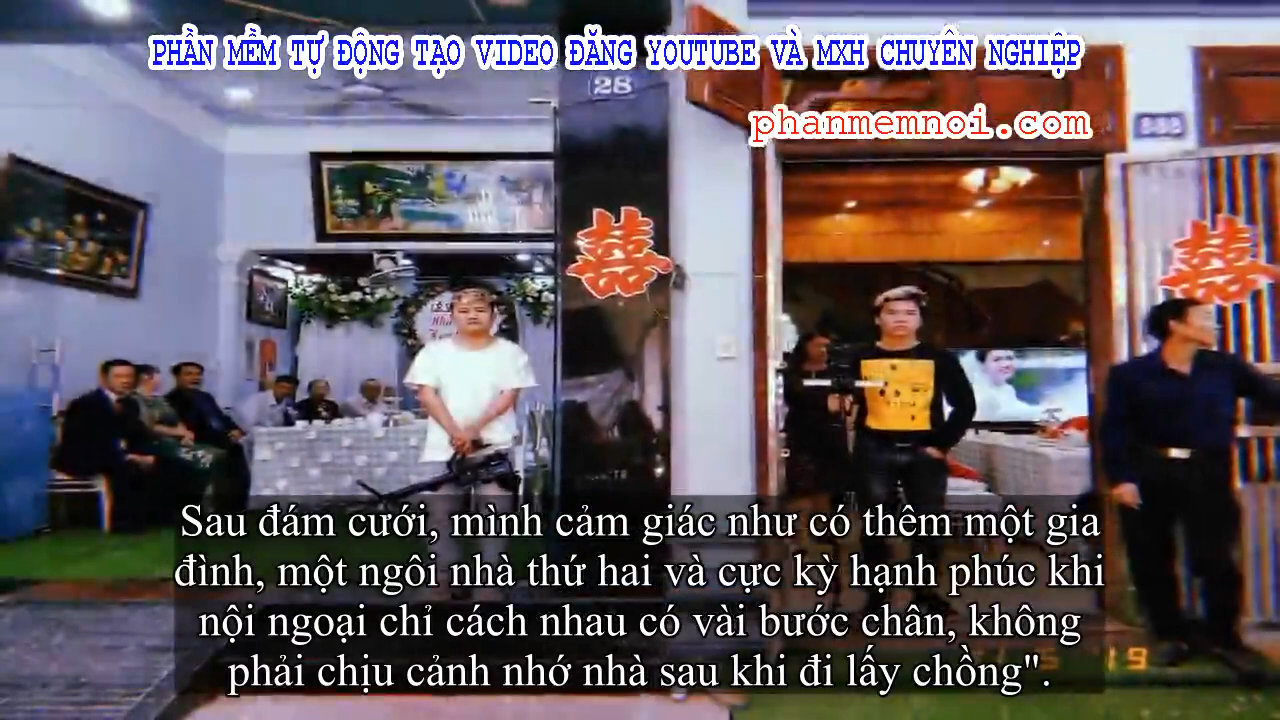 PHẦN MỀM TỰ ĐỘNG TẠO VIDEO ĐĂNG YOUTUBE VÀ MXH CHUYÊN NGHIỆP
28
phanmemnoi.com
888
囍
囍
Sau đám cưới, mình cảm giác như có thêm một gia
đình, một ngôi nhà thứ hai và cực kỳ hạnh phúc khi
nội ngoại chỉ cách nhau có vài bước chân, không
phải chịu cảnh nhớ nhà sau khi đi lấy chồng".
19